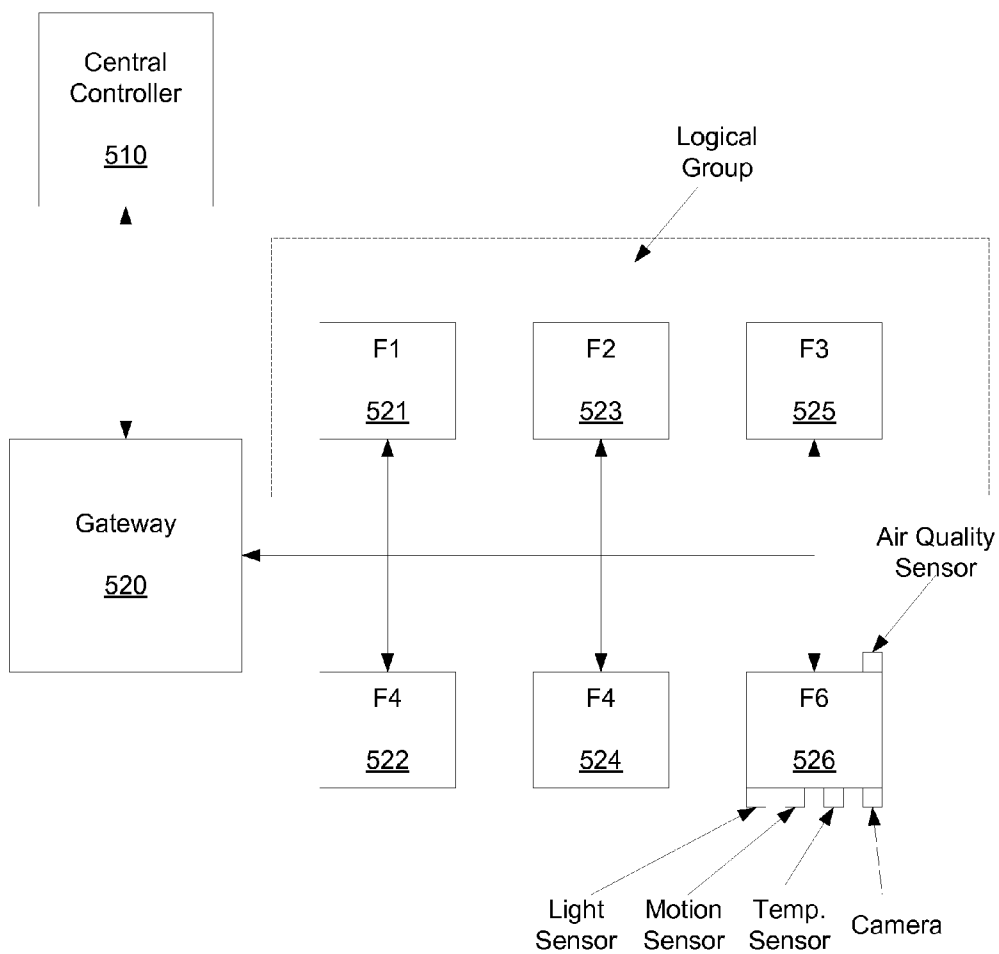 Central
Controller
510
Logical
Group
F1
521
F2
523
F3
525
Gateway
520
Air Quality
Sensor
F4
522
F4
524
F6
526
Light
Sensor
Motion
Sensor
Temp.
Sensor
Camera